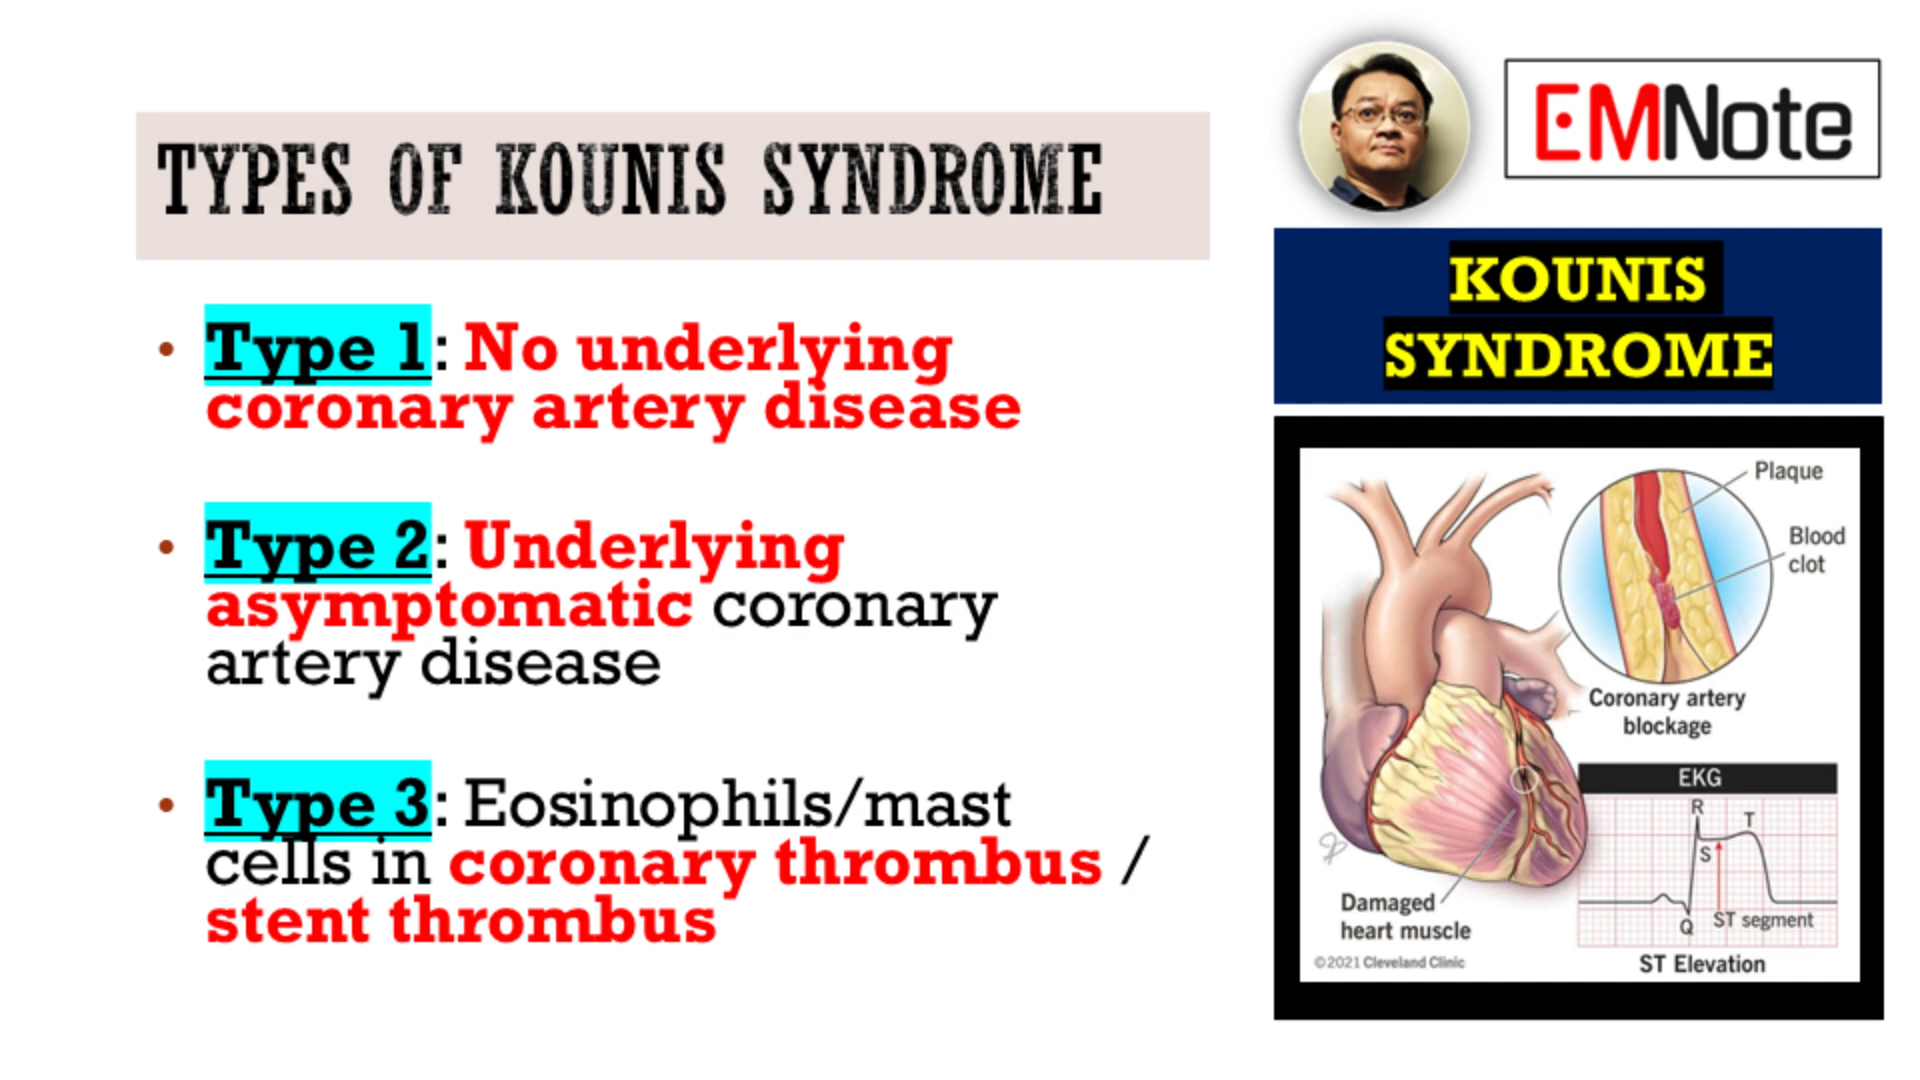 TYPES OF KOUNIS SYNDROME
• Type 1: No underlying
coronary artery disease
• Type 2: Underlying
asymptomatic coronary
artery disease
• Type 3: Eosinophils/mast
cells in coronary thrombus /
stent thrombus
EMNote
KOUNIS
SYNDROME
Plaque
Blood
clot
Coronary artery
blockage
EKG
R
T
S
Q
ST segment
ST Elevation
Damaged
heart muscle
©2021 Cleveland Clinic